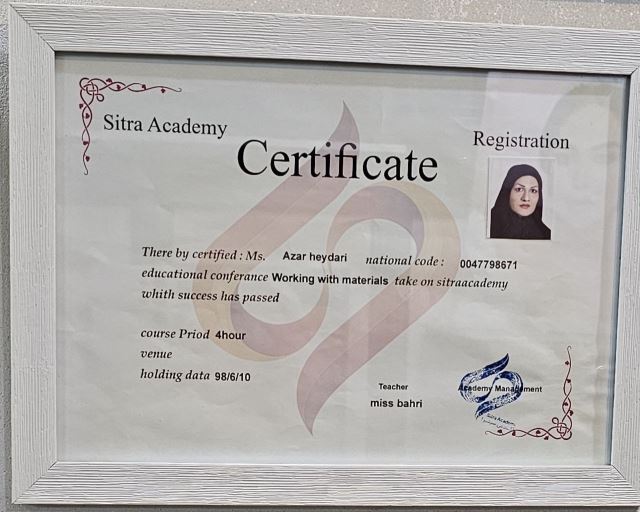 Sitra Academy
Registration
Certificate
There by certified : Ms. Azar heydari national code : 0047798671
educational conferance Working with materials take on sitraacademy
whith success has passed
course Priod 4hour
venue
holding data 98/6/10
Teacher
miss bahri
Academy Management
Sitra Academy